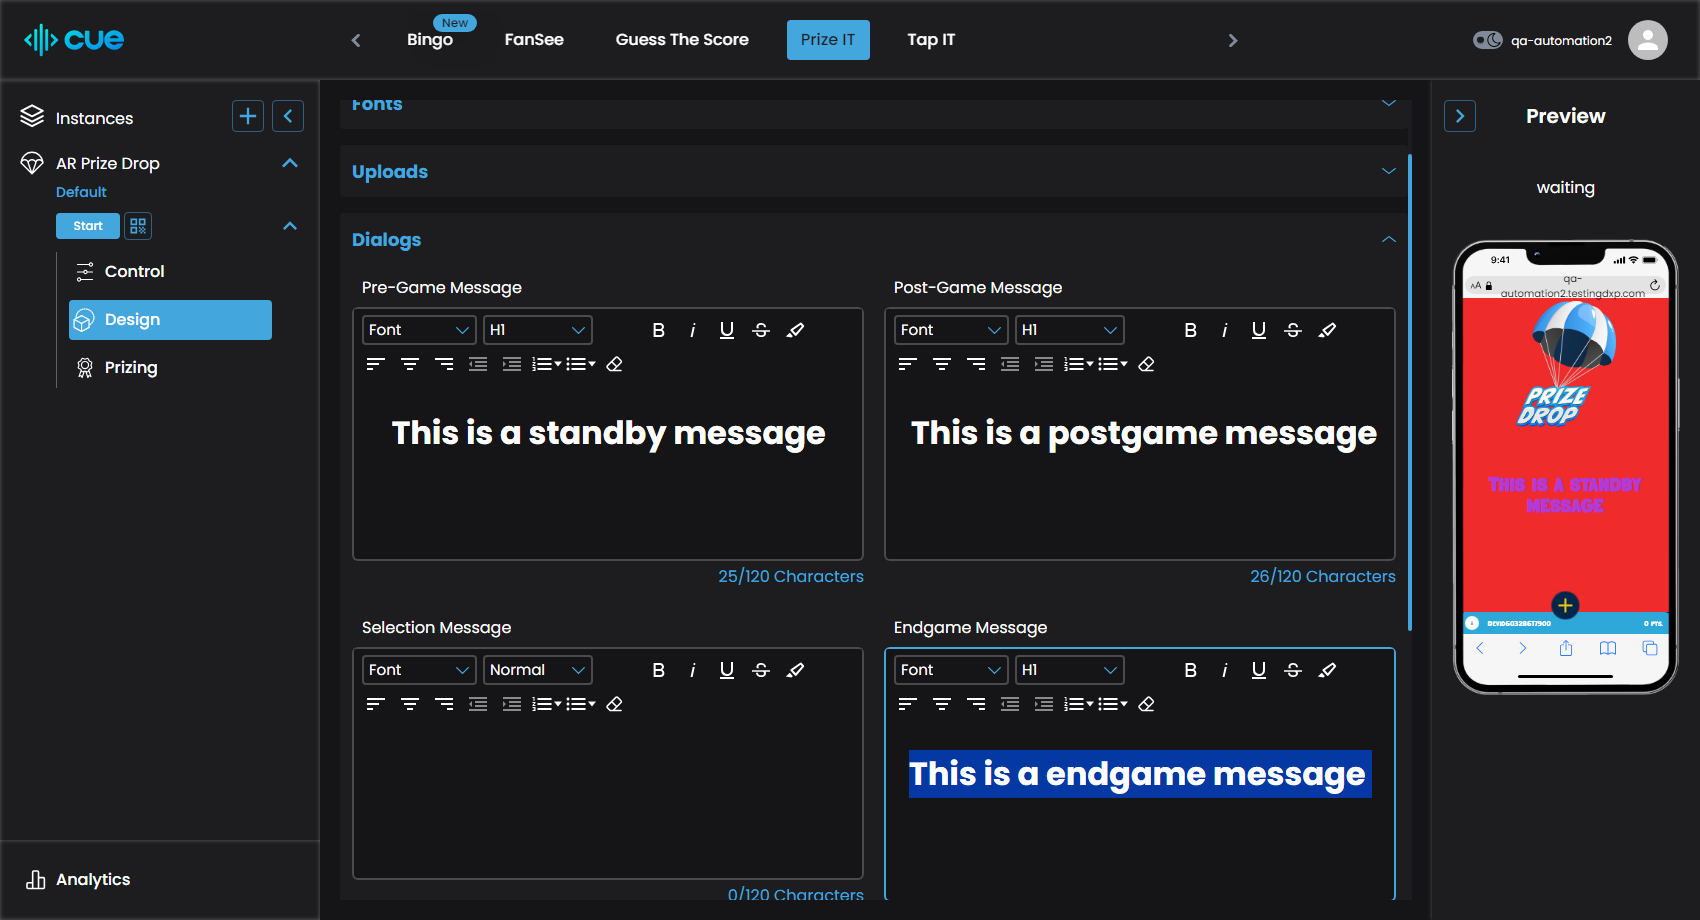 cue
Bingo
New
FanSee
Guess The Score
Prize IT
Tap IT
qa-automation2
Instances
AR Prize Drop
Default
Start
Control
Design
Prizing
Analytics
Fonts
Uploads
Dialogs
Pre-Game Message
Font
H1
B i U S
This is a standby message
25/120 Characters
Post-Game Message
Font
H1
B i U S
This is a postgame message
26/120 Characters
Selection Message
Font
Normal
B i U S
0/120 Characters
Endgame Message
Font
H1
B i U S
This is a endgame message
Preview
waiting
9:41
AA
qa-
automation2.testingdxp.com
PRIZE
DROP
THIS IS A STANDBY
MESSAGE
0 PTS.